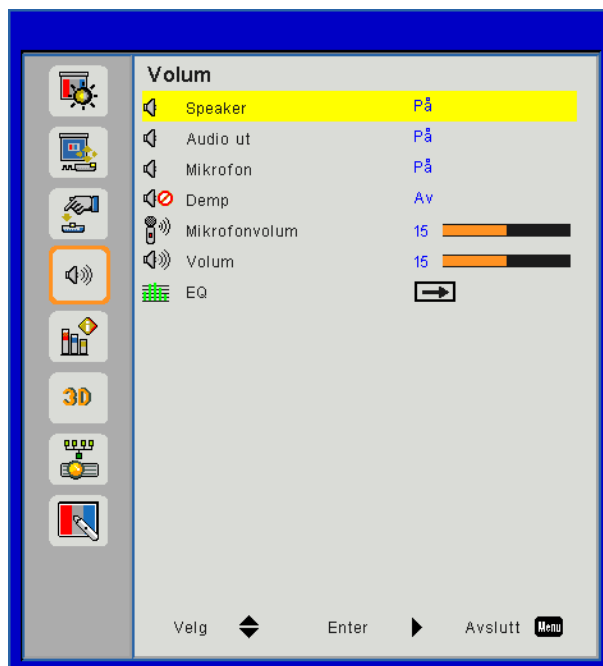 Volum
Speaker På
Audio ut På
Mikrofon På
Demp Av
Mikrofonvolum 15
Volum 15
EQ
3D
Velg Enter Avslutt Menu